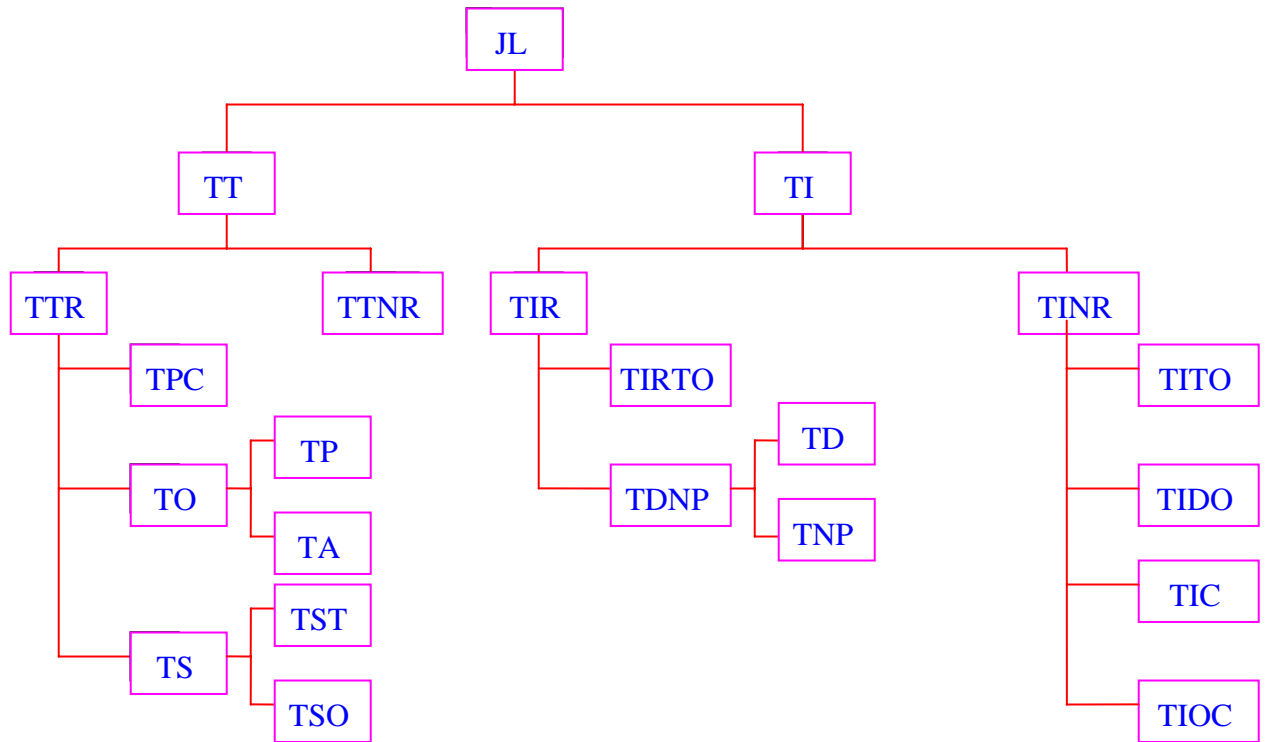 JL
TT
TI
TTR
TTNR
TIR
TINR
TPC
TIRTO
TITO
TP
TD
TO
TDNP
TIDO
TA
TNP
TST
TIC
TS
TSO
TIOC